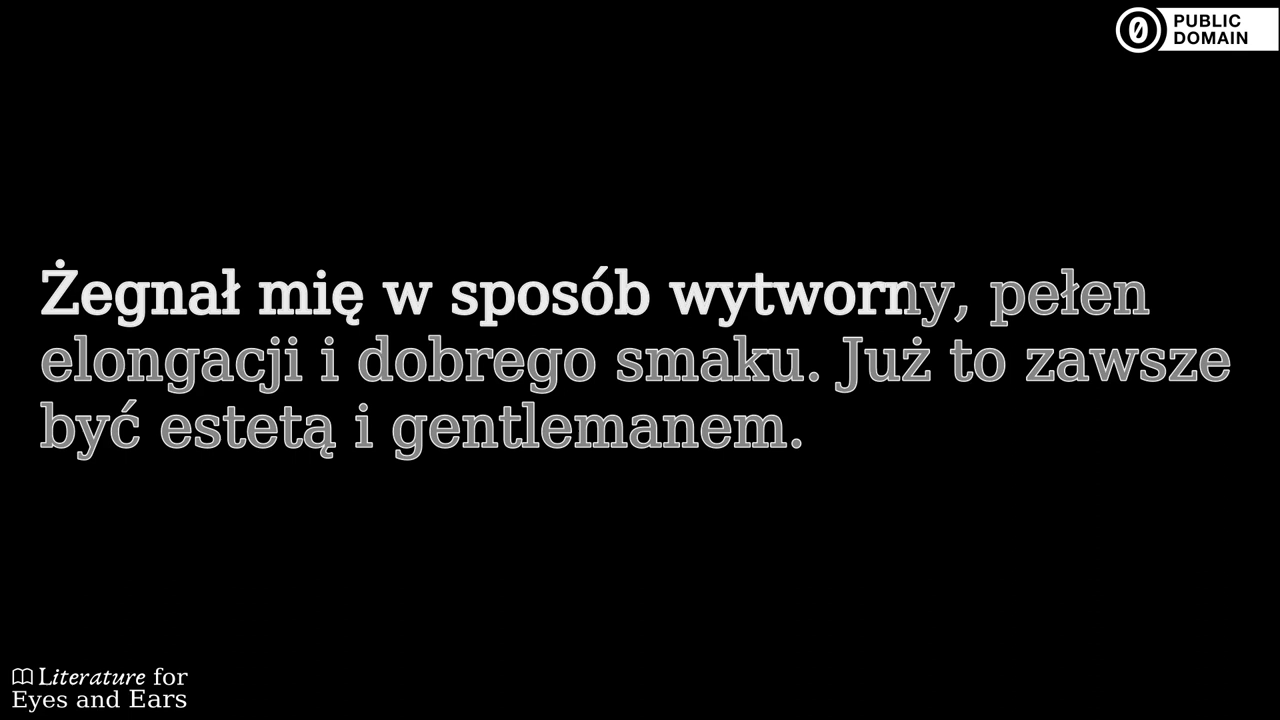 PUBLIC
DOMAIN
Żegnał mię w sposób wytworny, pełen
elongacji i dobrego smaku. Już to zawsze
być estetą i gentlemanem.
Literature for
Eyes and Ears